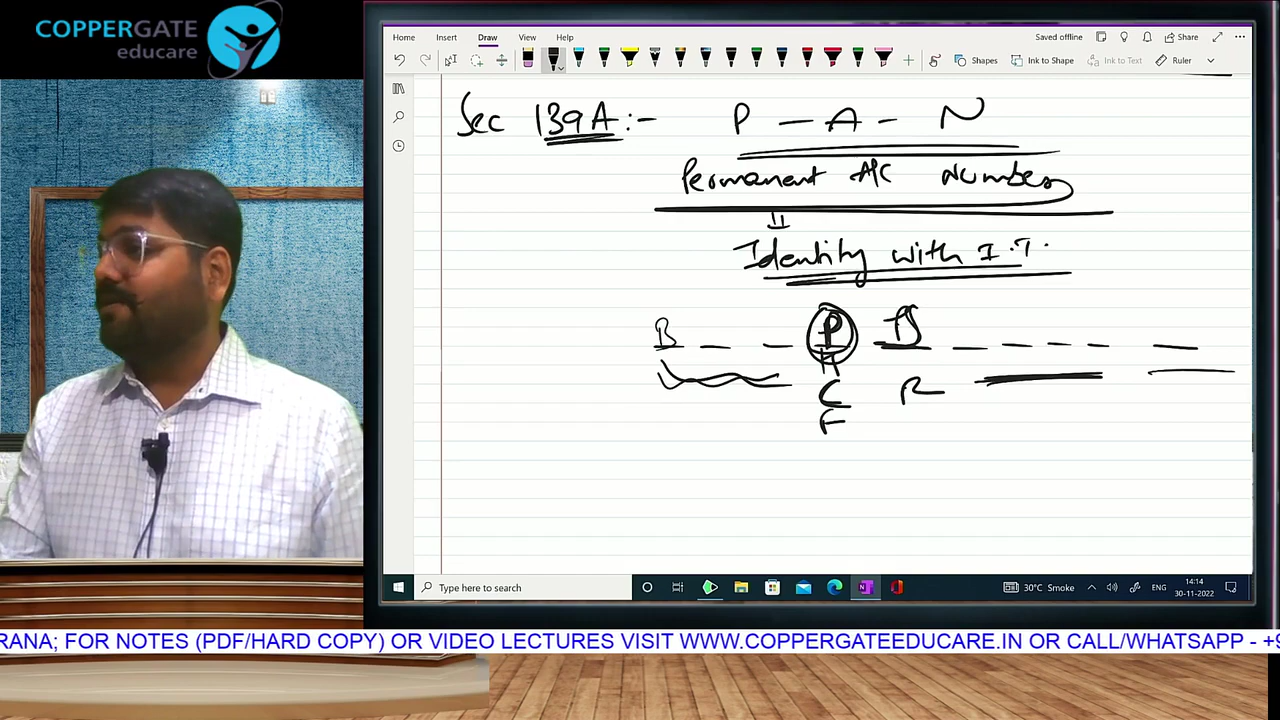 COPPERGATE
educare
Home Insert Draw View Help
Saved offline
Share
Shapes
Ink to Shape
Ink to Text
Ruler
Sec 139A:- P - A - N
Permanent A/C Number
Identity with I.T.
B _ _ P B _ _ _ _ _
H
C R
F
Type here to search
30°C Smoke
ENG
14:14
30-11-2022
RANA; FOR NOTES (PDF/HARD COPY) OR VIDEO LECTURES VISIT WWW.COPPERGATEEDUCARE.IN OR CALL/WHATSAPP - +9